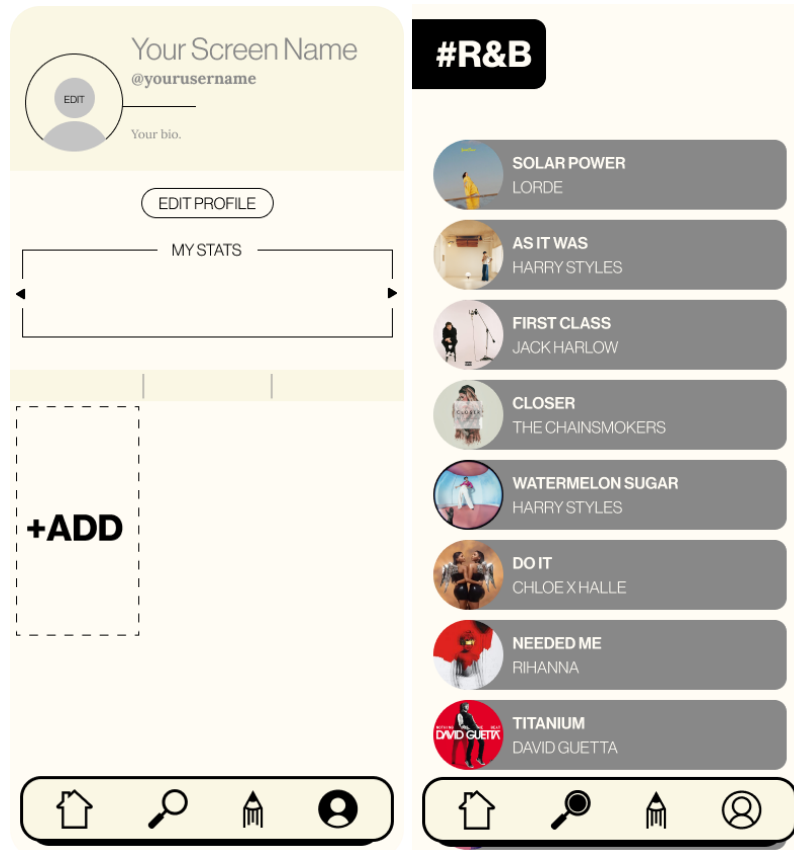 Your Screen Name
@yourusername
EDIT
Your bio.
EDIT PROFILE
MY STATS
+ADD
#R&B
SOLAR POWER
LORDE
AS IT WAS
HARRY STYLES
FIRST CLASS
JACK HARLOW
CLOSER
THE CHAINSMOKERS
CLOSER
WATERMELON SUGAR
HARRY STYLES
DO IT
CHLOE X HALLE
NEEDED ME
RIHANNA
TITANIUM
DAVID GUETTA
DAVID GUETTA